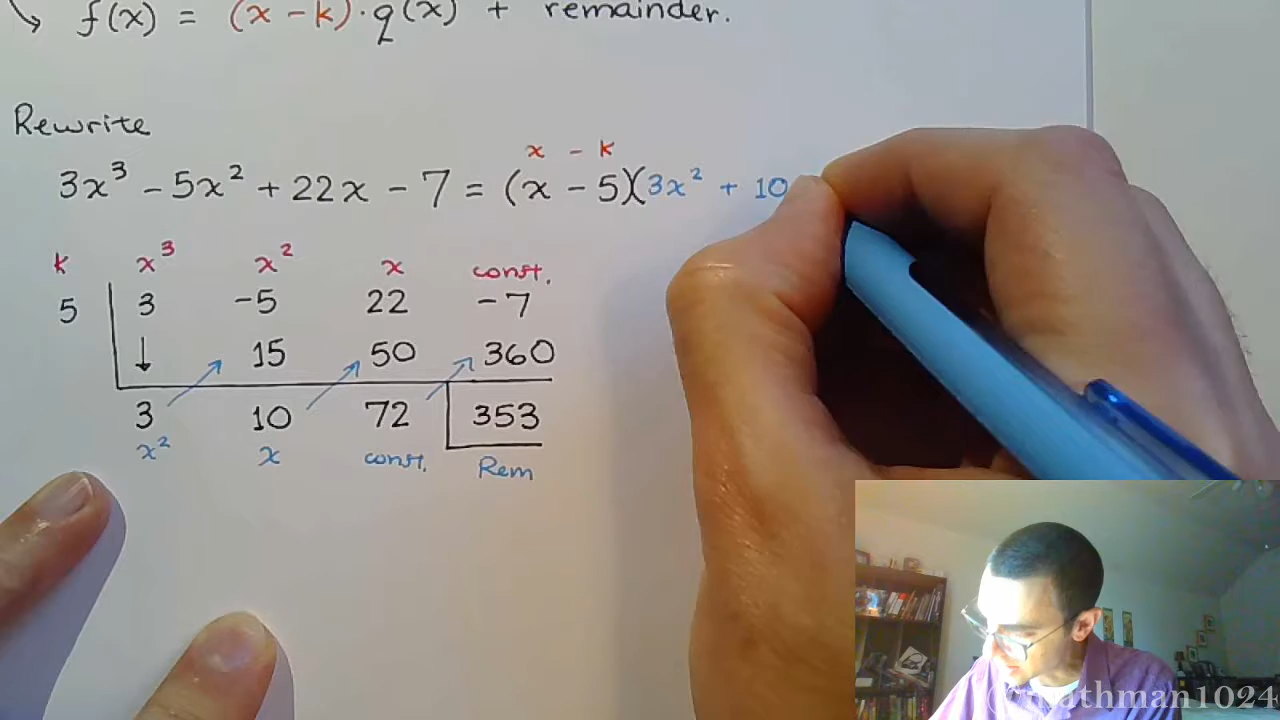 ↳ f(x) = (x - k)·q(x) + remainder.
Rewrite
x - k
3x³ - 5x² + 22x - 7 = (x - 5)(3x² + 10
k x³ x² x const.
5 3 -5 22 -7
↓ 15 50 360
3 10 72 353
x² x const. Rem
@mathman1024